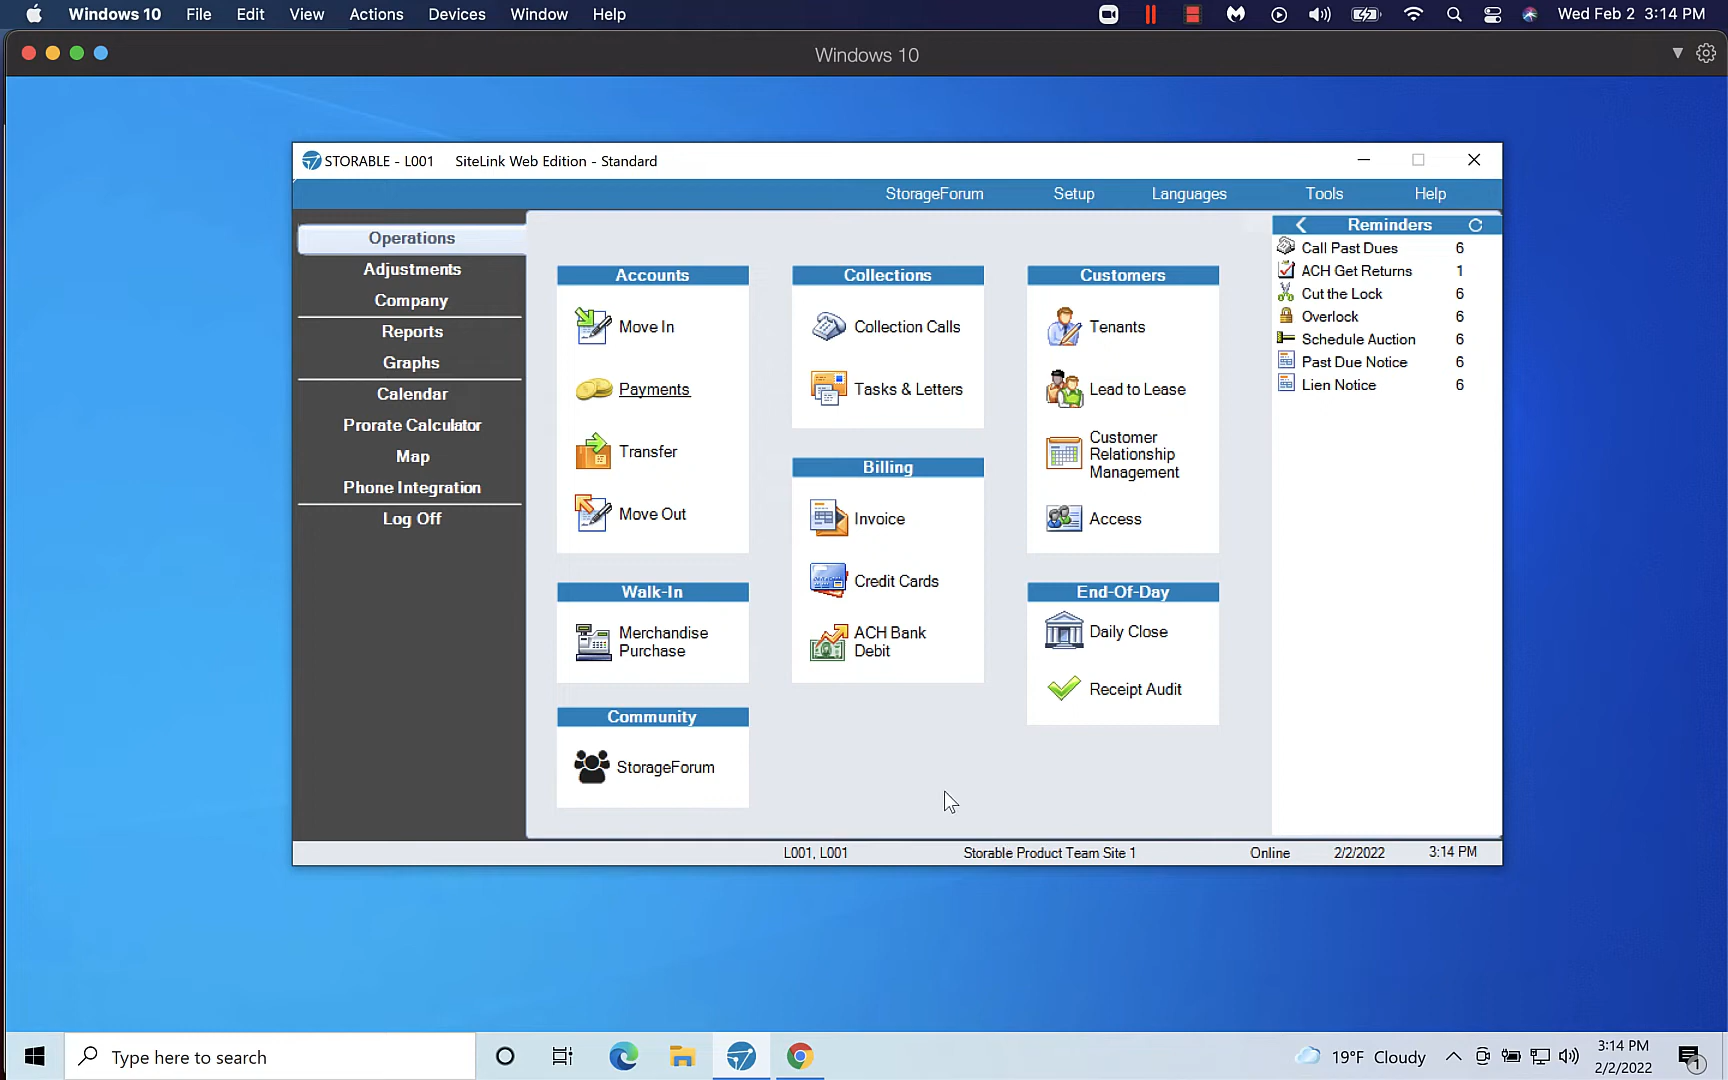 Windows 10 File Edit View Actions Devices Window Help Wed Feb 2 3:14 PM
Windows 10
STORABLE - L001 SiteLink Web Edition - Standard
StorageForum Setup Languages Tools Help
Operations
Adjustments
Company
Reports
Graphs
Calendar
Prorate Calculator
Map
Phone Integration
Log Off
Accounts
Move In
Payments
Transfer
Move Out
Walk-In
Merchandise
Purchase
Community
StorageForum
Collections
Collection Calls
Tasks & Letters
Billing
Invoice
Credit Cards
ACH Bank
Debit
Customers
Tenants
Lead to Lease
Customer
Relationship
Management
Access
End-Of-Day
Daily Close
Receipt Audit
Reminders
Call Past Dues 6
ACH Get Returns 1
Cut the Lock 6
Overlock 6
Schedule Auction 6
Past Due Notice 6
Lien Notice 6
L001, L001 Storable Product Team Site 1 Online 2/2/2022 3:14 PM
Type here to search
19°F Cloudy
3:14 PM
2/2/2022
1